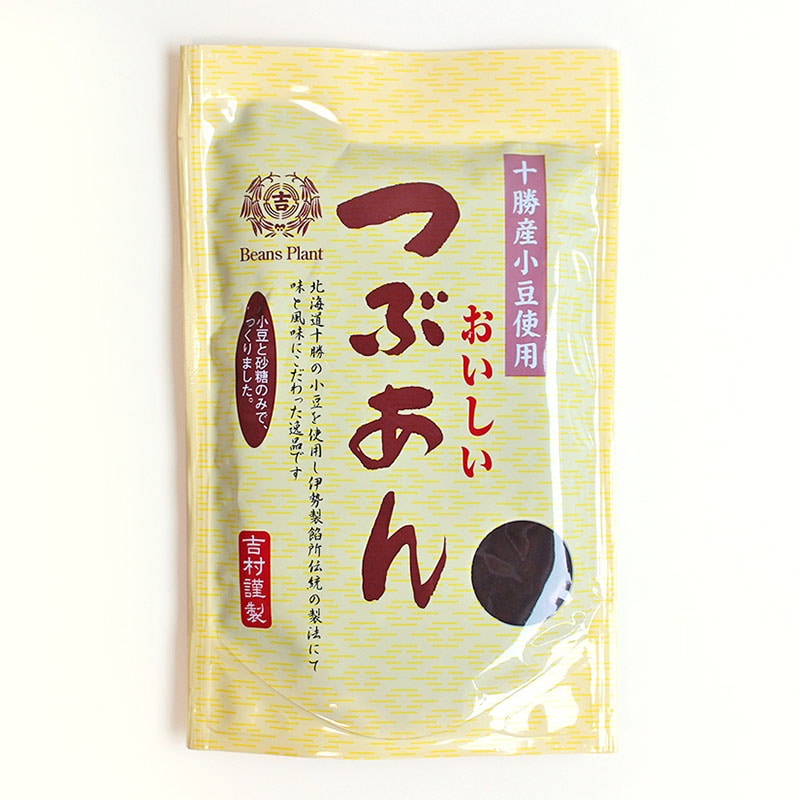 十勝産小豆使用
おいしい
つぶあん
吉
Beans Plant
北海道十勝の小豆を使用し伊勢製餡所伝統の製法にて
味と風味にこだわった逸品です
小豆と砂糖のみで、
つくりました。
吉村謹製